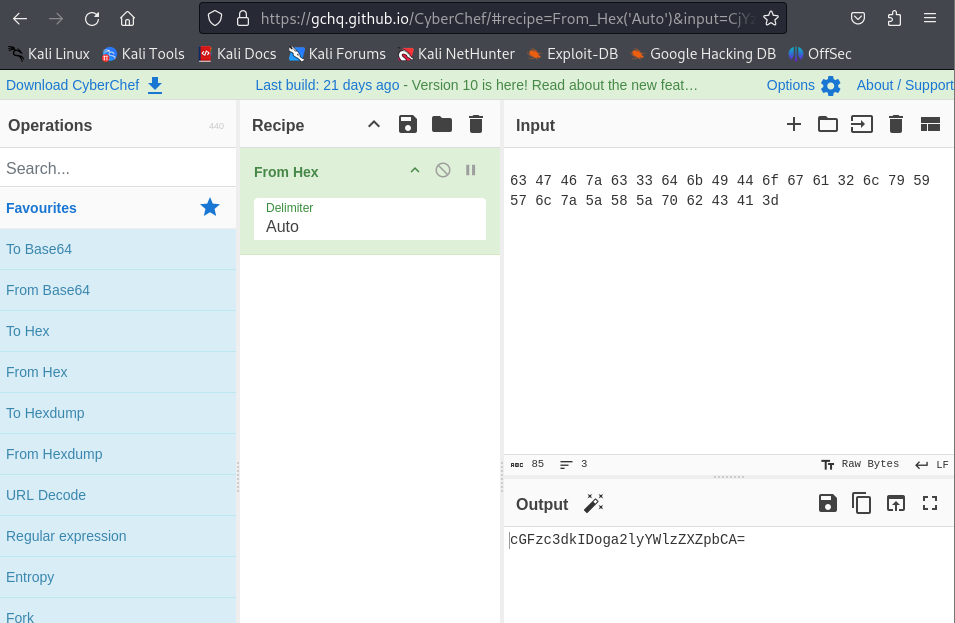 https://gchq.github.io/CyberChef/#recipe=From_Hex('Auto')&input=CjYz
Kali Linux Kali Tools Kali Docs Kali Forums Kali NetHunter Exploit-DB Google Hacking DB OffSec
Download CyberChef Last build: 21 days ago - Version 10 is here! Read about the new feat… Options About / Support
Operations 440
Search...
Favourites
To Base64
From Base64
To Hex
From Hex
To Hexdump
From Hexdump
URL Decode
Regular expression
Entropy
Fork
Recipe
From Hex
Delimiter
Auto
Input
63 47 46 7a 63 33 64 6b 49 44 6f 67 61 32 6c 79 59
57 6c 7a 5a 58 5a 70 62 43 41 3d
ABC 85 3 Tt Raw Bytes LF
Output
cGFzc3dkIDoga2lyYWlzZXZpbCA=